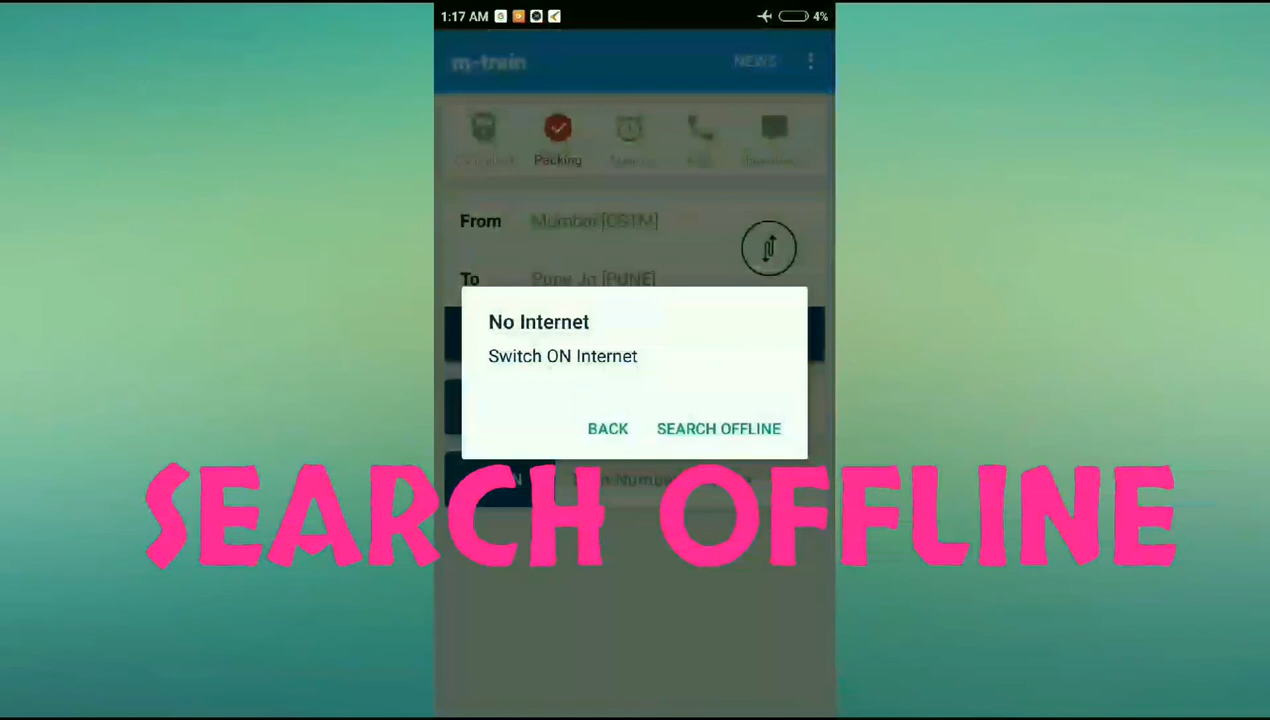 1:17 AM 4%
m-train NEWS
Packing
From Mumbai [CSTM]
To Pune Jn [PUNE]
No Internet
Switch ON Internet
BACK SEARCH OFFLINE
SEARCH OFFLINE